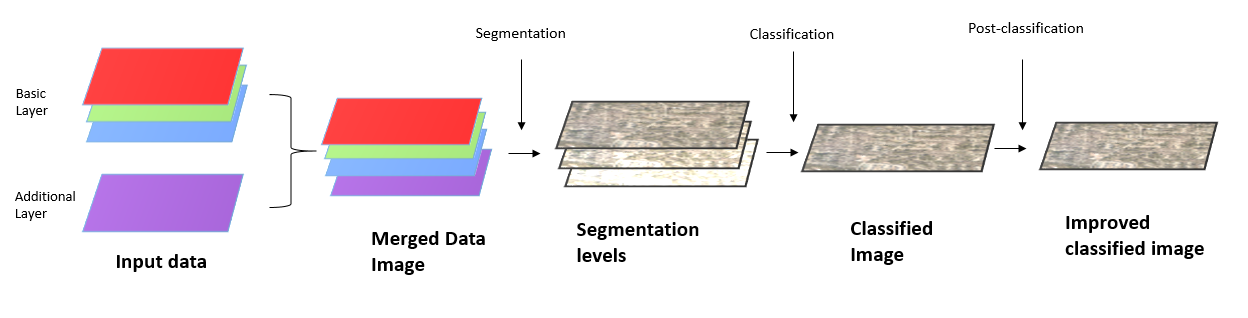 Segmentation
Classification
Post-classification
Basic
Layer
Additional
Layer
Input data
Merged Data
Image
Segmentation
levels
Classified
Image
Improved
classified image